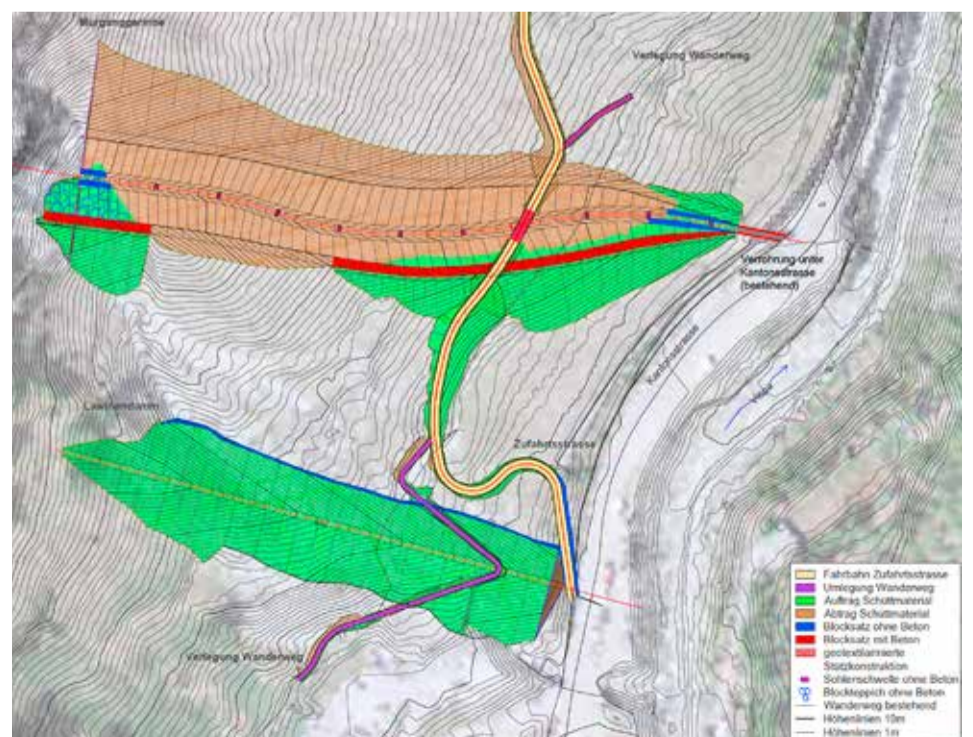 Murganggerinne
Verlegung Wanderweg
Verrohrung unter
Kantonsstrasse
(bestehend)
Kantonsstrasse
Lawinendamm
Zufahrtsstrasse
Verlegung Wanderweg
Fahrbahn Zufahrtsstrasse
Umlegung Wanderweg
Auftrag Schüttmaterial
Abtrag Schüttmaterial
Blocksatz ohne Beton
Blocksatz mit Beton
geotextilarmierte
Stützkonstruktion
Sohlenschwelle ohne Beton
Blockteppich ohne Beton
Wanderweg bestehend
Höhenlinien 10m
Höhenlinien 1m